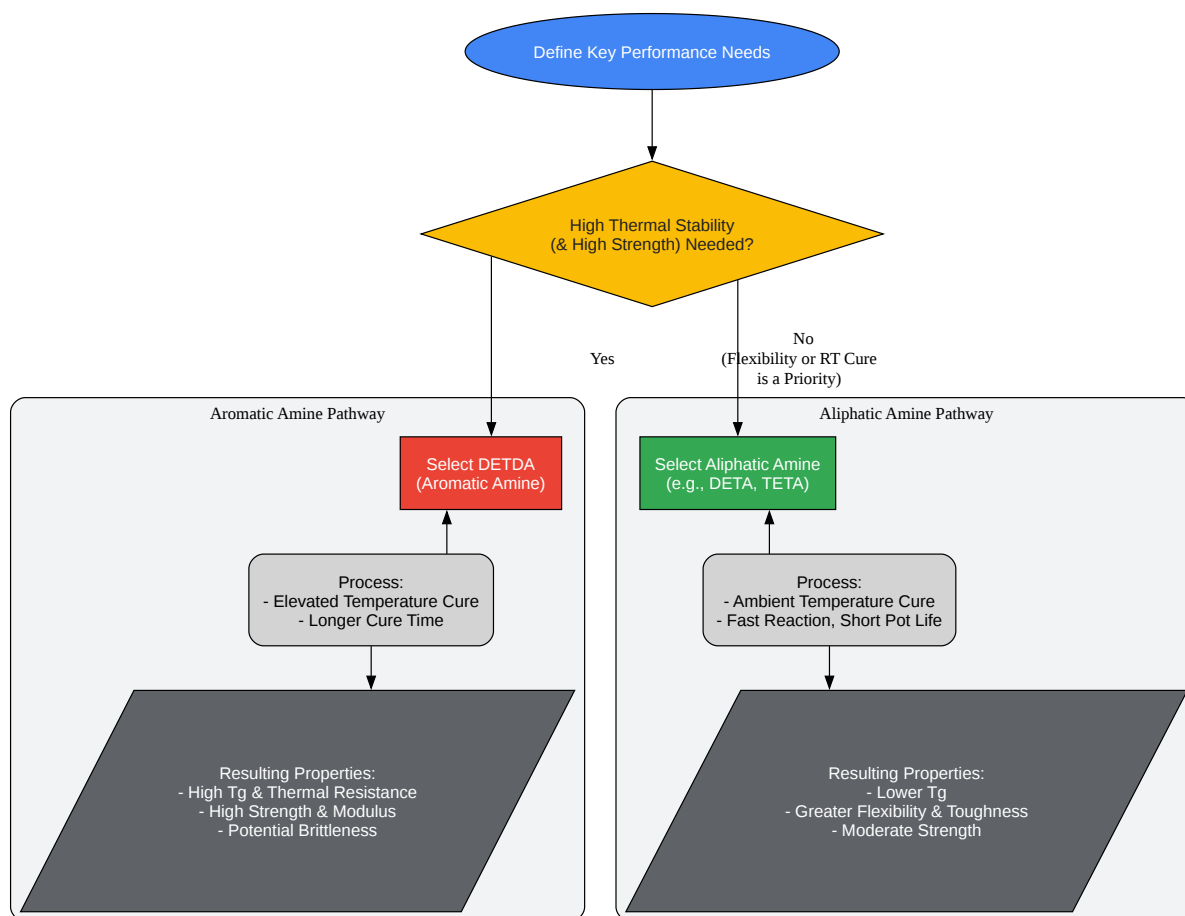 Define Key Performance Needs
High Thermal Stability
(& High Strength) Needed?
Yes
No
(Flexibility or RT Cure
is a Priority)
Aromatic Amine Pathway
Select DETDA
(Aromatic Amine)
Process:
- Elevated Temperature Cure
- Longer Cure Time
Resulting Properties:
- High Tg & Thermal Resistance
- High Strength & Modulus
- Potential Brittleness
Aliphatic Amine Pathway
Select Aliphatic Amine
(e.g., DETA, TETA)
Process:
- Ambient Temperature Cure
- Fast Reaction, Short Pot Life
Resulting Properties:
- Lower Tg
- Greater Flexibility & Toughness
- Moderate Strength